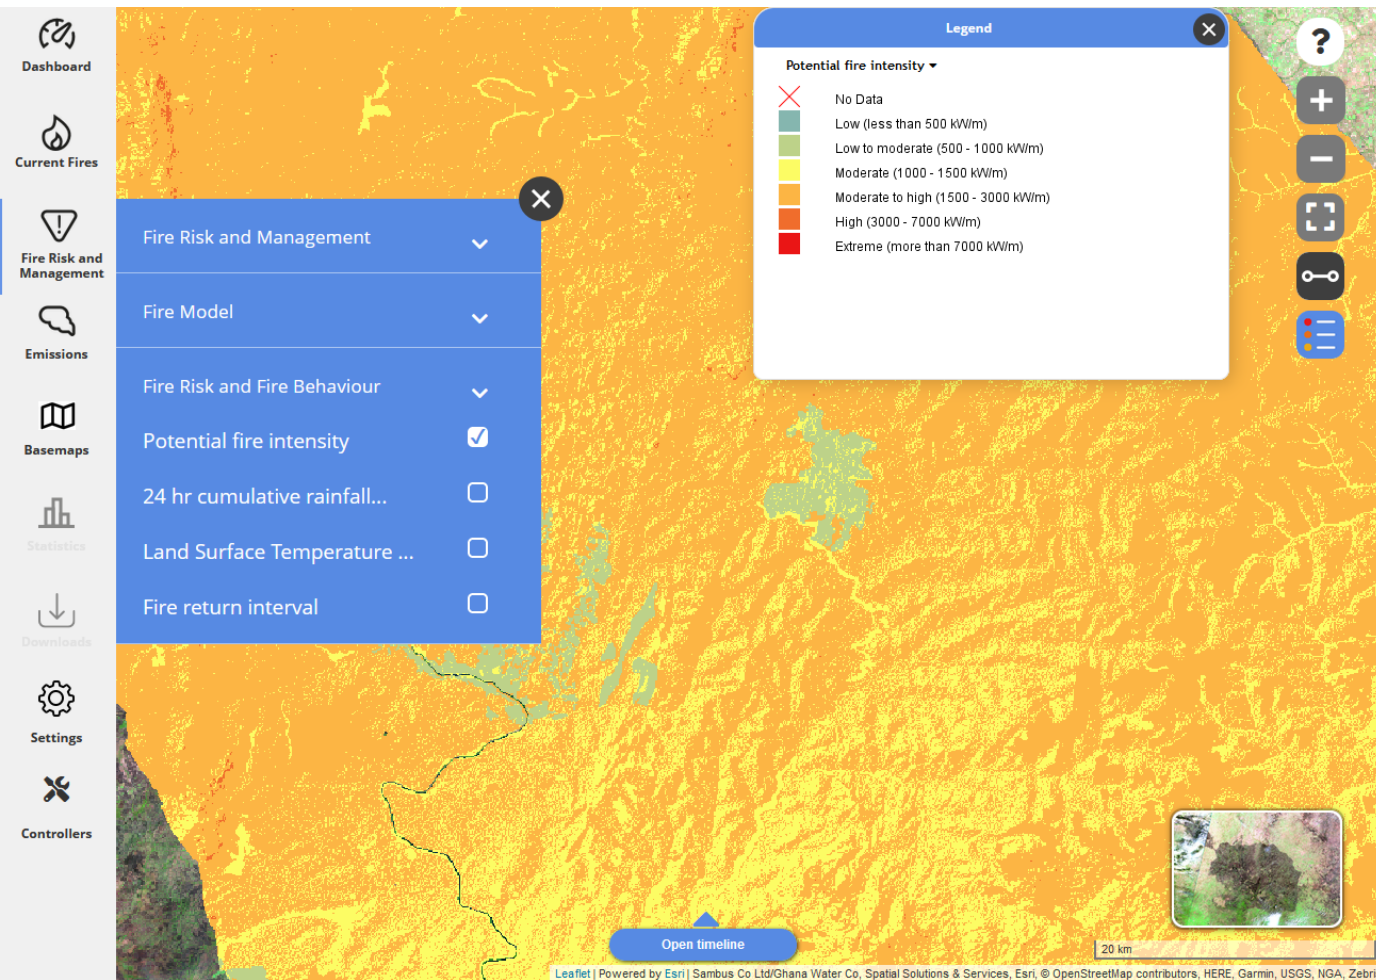 Dashboard
Current Fires
Fire Risk and
Management
Emissions
Basemaps
Statistics
Downloads
Settings
Controllers
Fire Risk and Management
Fire Model
Fire Risk and Fire Behaviour
Potential fire intensity
24 hr cumulative rainfall...
Land Surface Temperature ...
Fire return interval
Legend
Potential fire intensity
No Data
Low (less than 500 kW/m)
Low to moderate (500 - 1000 kW/m)
Moderate (1000 - 1500 kW/m)
Moderate to high (1500 - 3000 kW/m)
High (3000 - 7000 kW/m)
Extreme (more than 7000 kW/m)
?
Open timeline
20 km
Leaflet | Powered by Esri | Sambus Co Ltd/Ghana Water Co, Spatial Solutions & Services, Esri, © OpenStreetMap contributors, HERE, Garmin, USGS, NGA, Zebri